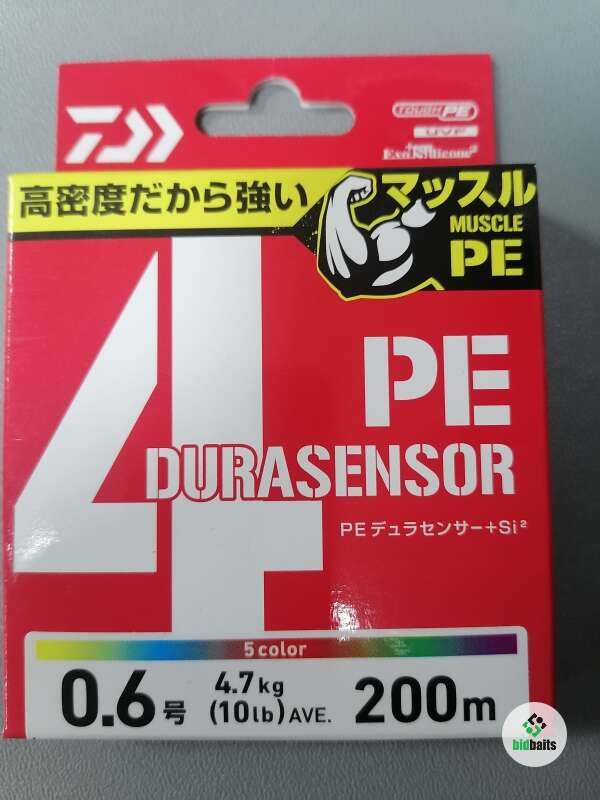 TOUGH PE
UVF
Evo Silicone²
高密度だから強い
マッスル
MUSCLE
PE
4
PE
DURASENSOR
PEデュラセンサー+Si²
5 color
0.6号
4.7kg
(10lb) AVE.
200m
bidbaits